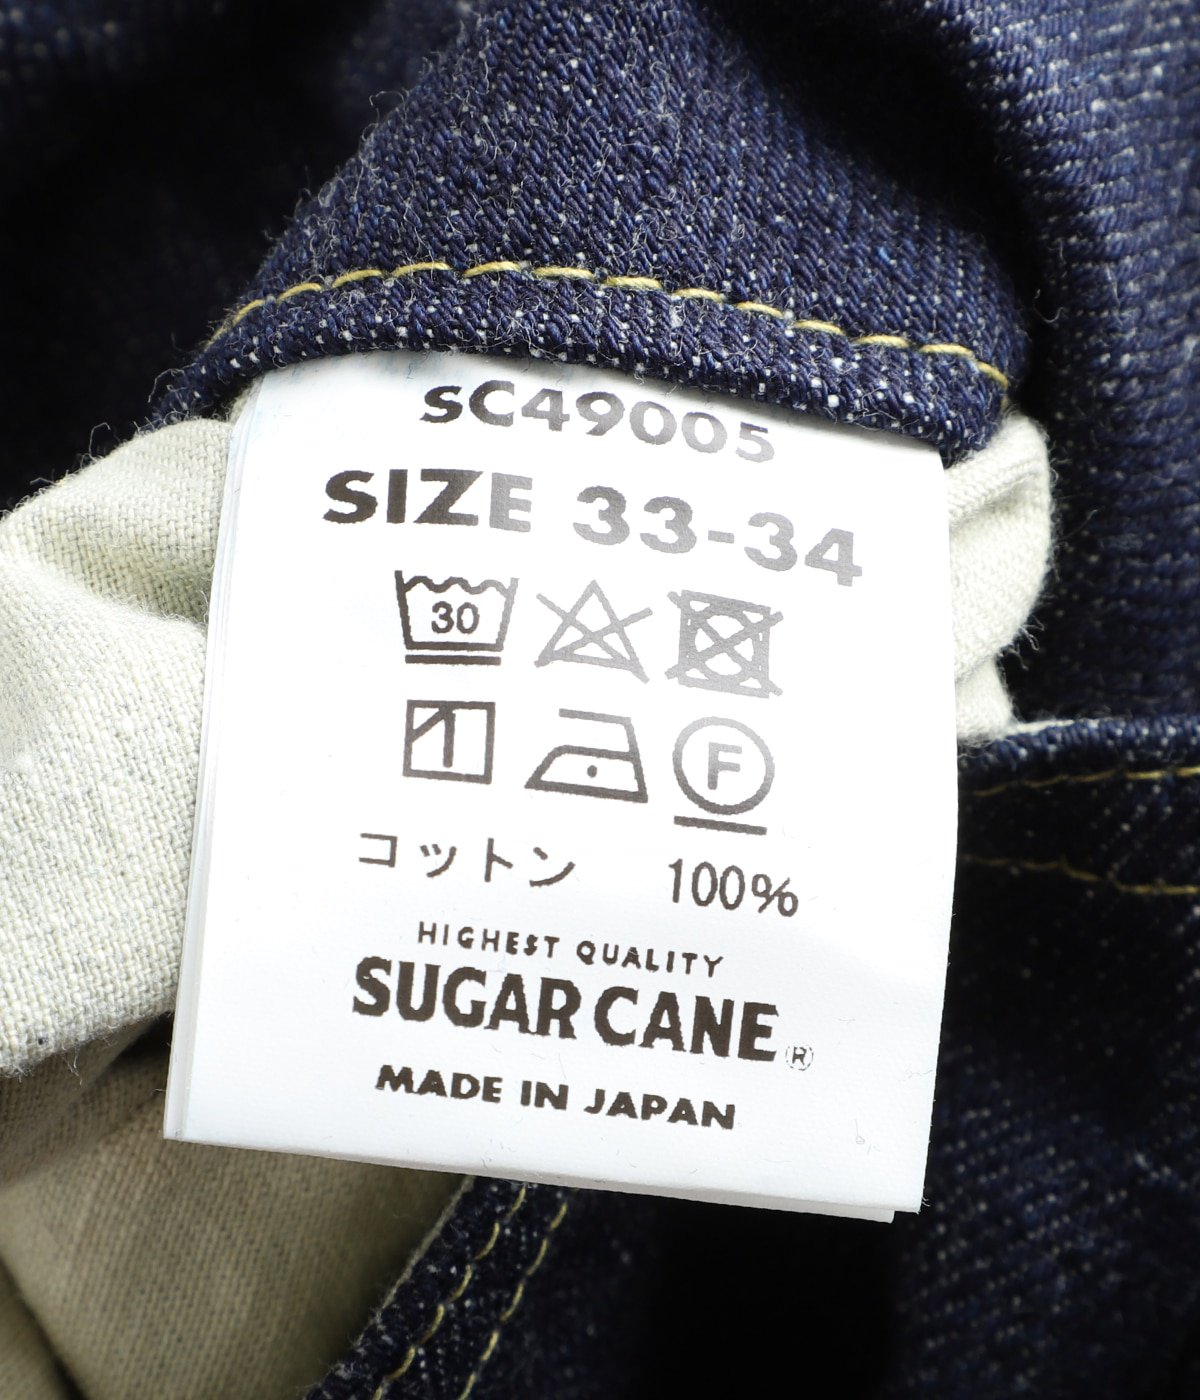 SC49005
SIZE 33-34
30
F
コットン 100%
HIGHEST QUALITY
SUGAR CANE®
MADE IN JAPAN